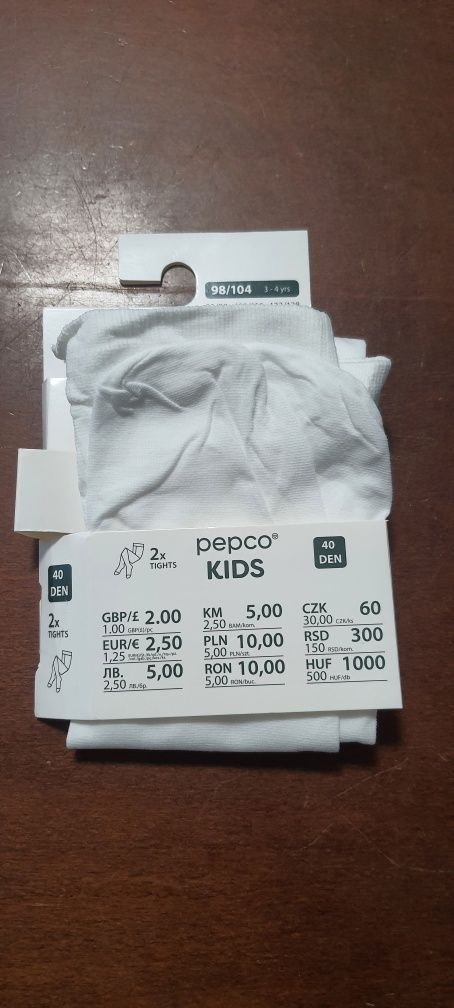 98/104 3 - 4 yrs
pepco®
KIDS
2x
TIGHTS
40
DEN
40
DEN
2x
TIGHTS
GBP/£ 2.00
1.00 GBP(£)/pc
EUR/€ 2,50
1,25
ЛВ. 5,00
2,50 ЛВ./бр.
KM 5,00
2,50 BAM/kom.
PLN 10,00
5,00 PLN/szt.
RON 10,00
5,00 RON/buc.
CZK 60
30,00 CZK/ks
RSD 300
150 RSD/kom.
HUF 1000
500 HUF/db